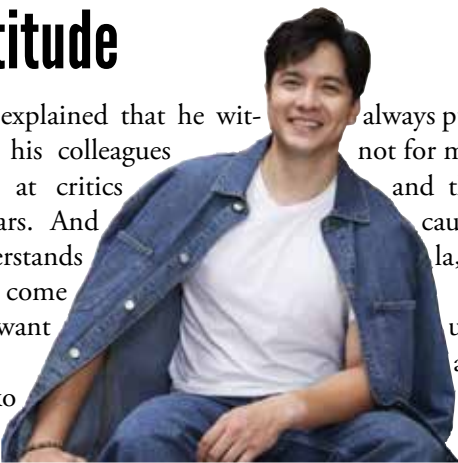 titude
explained that he wit-
his colleagues
at critics
ars. And
erstands
come
want
ko
always p
not for m
and t
cau
la,
u
a